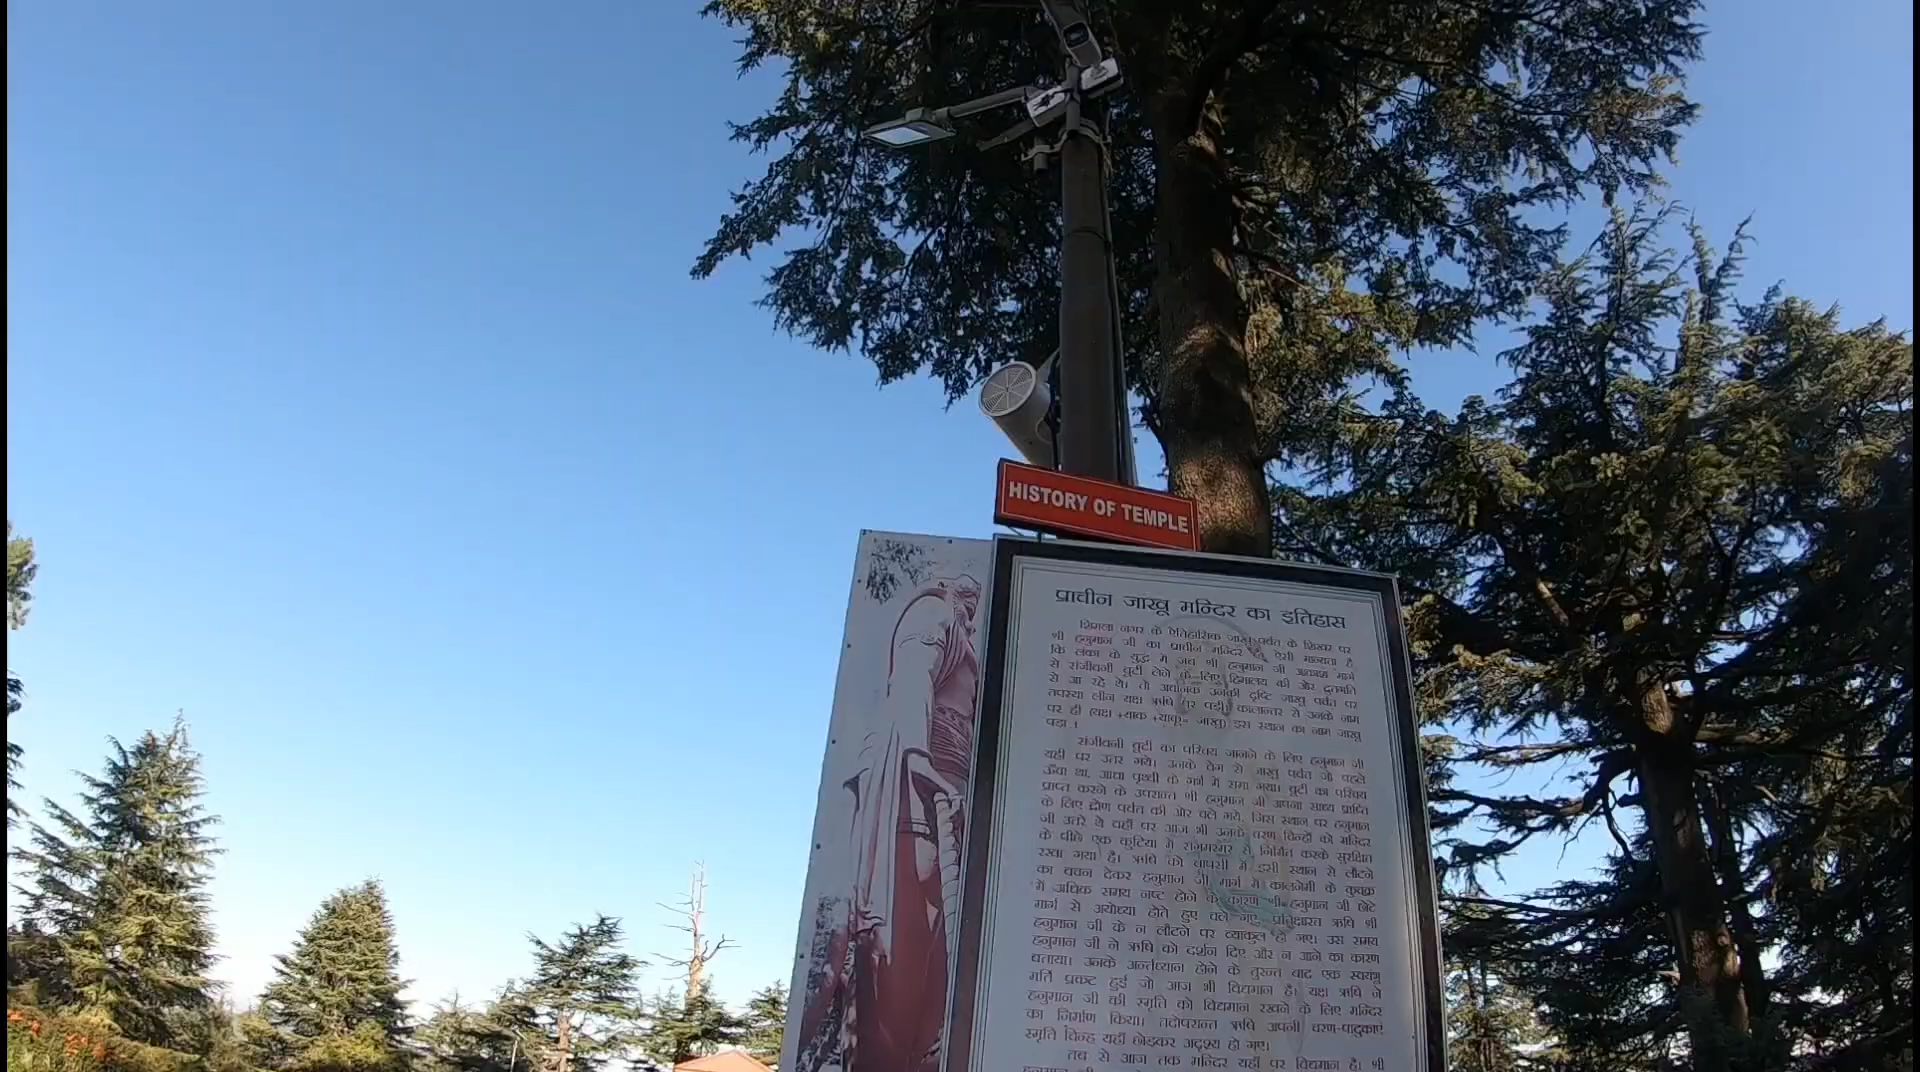 HISTORY OF TEMPLE
प्राचीन जाखू मन्दिर का इतिहास
शिमला नगर के ऐतिहासिक जाखू पर्वत के शिखर पर
श्री हनुमान जी का प्राचीन मन्दिर है। ऐसी मान्यता है
कि लंका के युद्ध में जब श्री हनुमान जी आकाश मार्ग
से संजीवनी बुटी लेने के लिए हिमालय की ओर द्रुतगति
से जा रहे थे। तो अचानक उनकी दृष्टि जाखू पर्वत पर
तपस्या लीन यक्ष ऋषि पर पड़ी। कालान्तर से उनके नाम
पर ही (यक्ष +याक +याकू= जाखु) इस स्थान का नाम जाखू
पड़ा ।
संजीवनी बुटी का परिचय जानने के लिए हनुमान जी
यहाँ पर उतर गये। उनके वेग से जाखू पर्वत जो पहले
ऊँचा था, आधा पृथ्वी के गर्भ में समा गया। बुटी का परिचय
प्राप्त करने के उपरान्त श्री हनुमान जी अपना साध्य प्राप्ति
के लिए द्रौण पर्वत की ओर चले गये, जिस स्थान पर हनुमान
जी उतरे थे वहाँ पर आज भी उनके चरण चिन्हों को मन्दिर
के पीछे एक कुटिया में संगमरमर से निर्मित करके सुरक्षित
रखा गया है। ऋषि को वापसी में इसी स्थान से लौटने
का वचन देकर हनुमान जी मार्ग में कालनेमी के कुचक्र
में अधिक समय नष्ट होने के कारण श्री हनुमान जी छोटे
मार्ग से अयोध्या होते हुए चले गए, प्रतिक्षारत ऋषि श्री
हनुमान जी के न लौटने पर व्याकुल हो गए। उस समय
हनुमान जी ने ऋषि को दर्शन दिए और न आने का कारण
बताया। उनके अन्तर्ध्यान होने के तुरन्त बाद एक स्वयंभू
मूर्ति प्रकट हुई जो आज भी विद्यमान है। यक्ष ऋषि ने
हनुमान जी की स्मृति को विद्यमान रखने के लिए मन्दिर
का निर्माण किया। तदोपरान्त ऋषि अपनी चरण-पादुकाएं
स्मृति चिन्ह यहाँ छोड़कर अदृश्य हो गए।
तब से आज तक मन्दिर यहाँ पर विद्यमान है। श्री